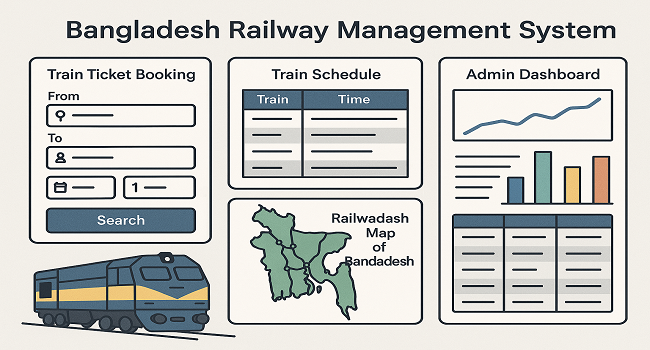 Bangladesh Railway Management System
Train Ticket Booking
From
To
1
Search
Train Schedule
Train Time
Railwadash
Map
of
Bandadesh
Admin Dashboard